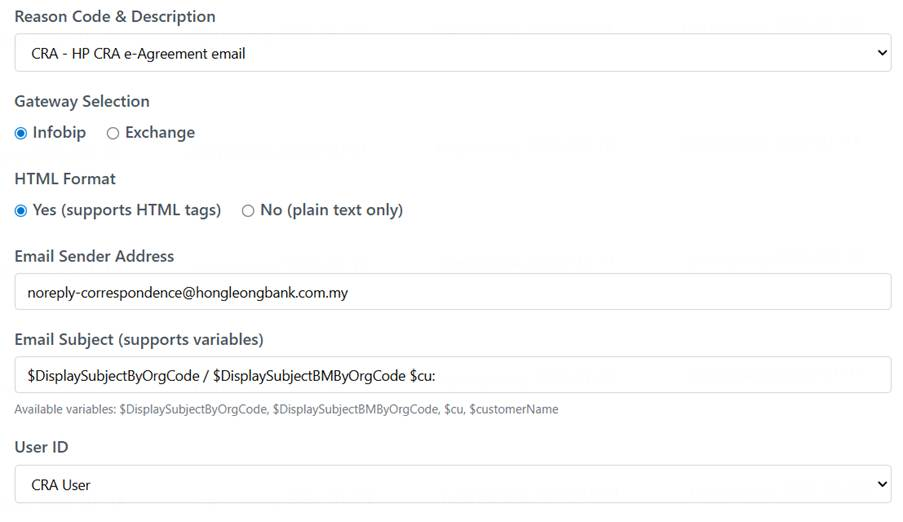 Reason Code & Description
CRA - HP CRA e-Agreement email
Gateway Selection
Infobip Exchange
HTML Format
Yes (supports HTML tags) No (plain text only)
Email Sender Address
noreply-correspondence@hongleongbank.com.my
Email Subject (supports variables)
$DisplaySubjectByOrgCode / $DisplaySubjectBMByOrgCode $cu:
Available variables: $DisplaySubjectByOrgCode, $DisplaySubjectBMByOrgCode, $cu, $customerName
User ID
CRA User